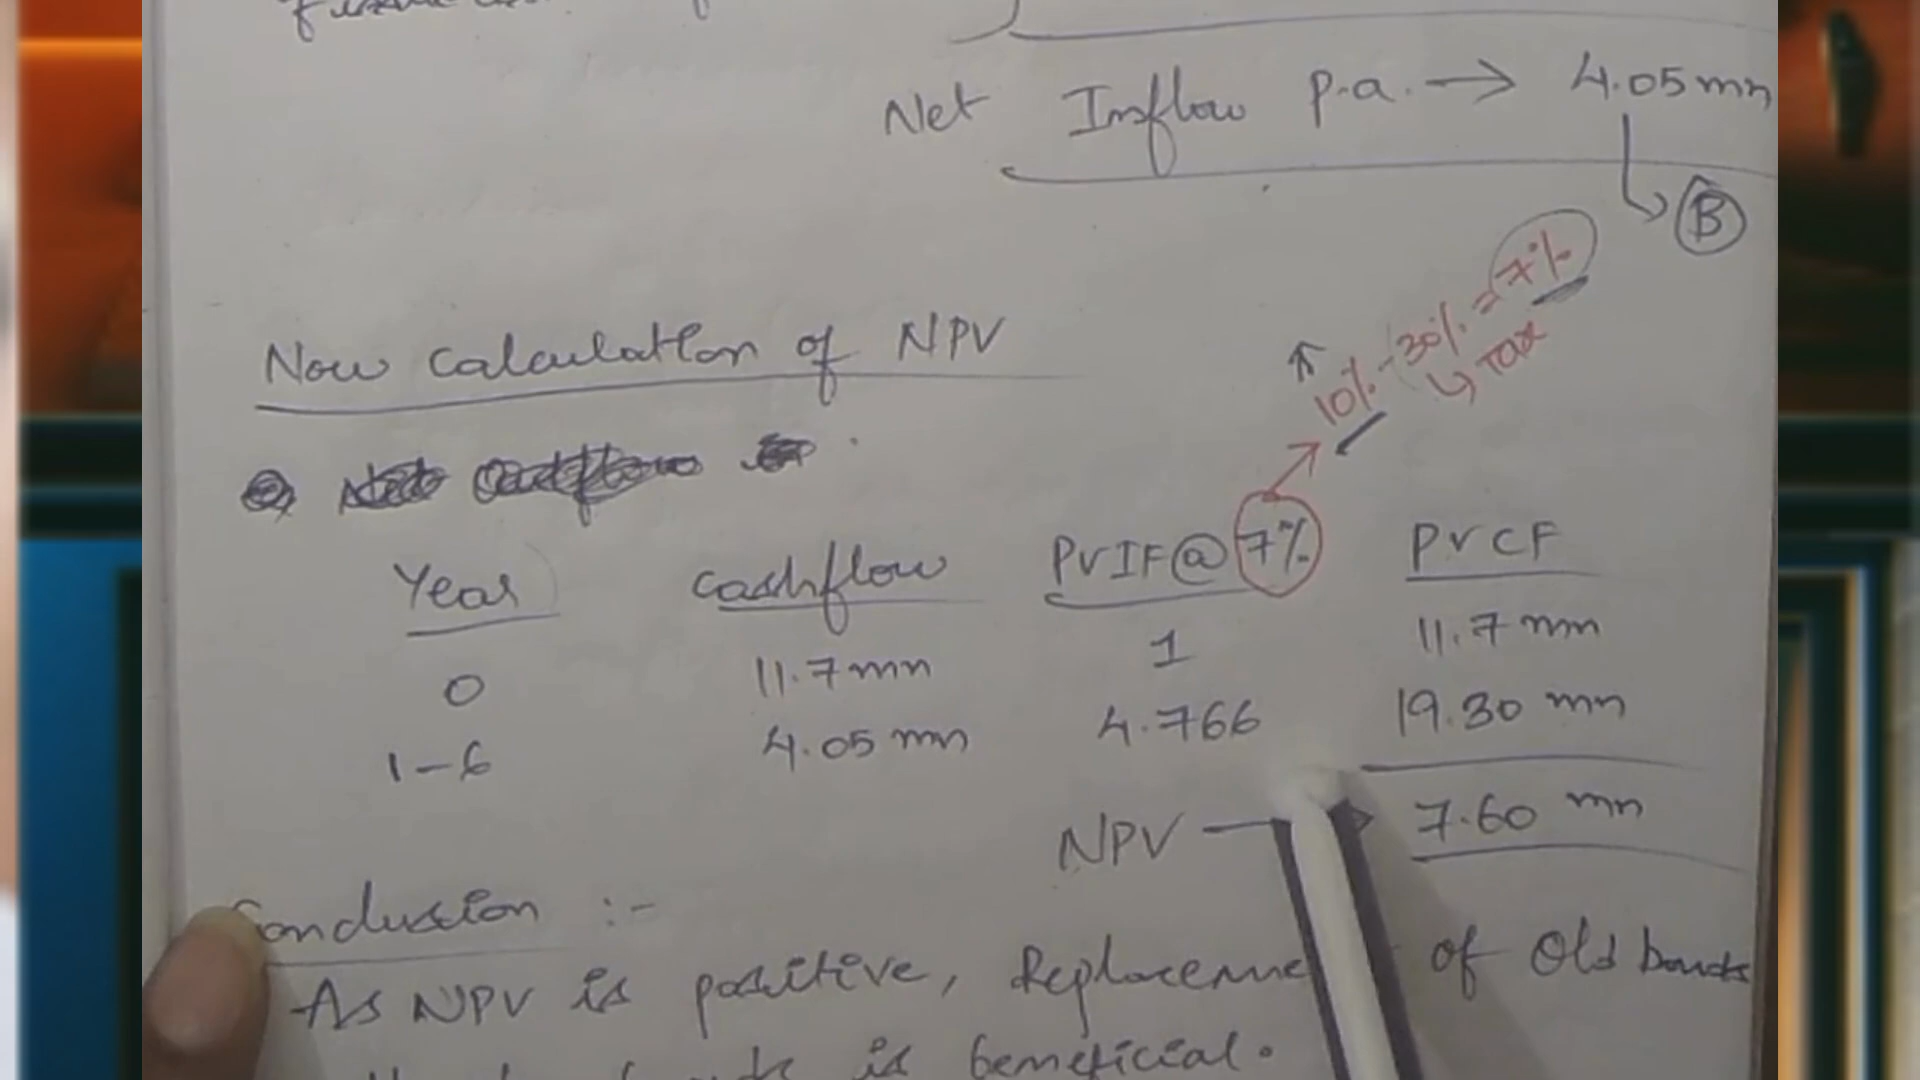 Net Inflow p.a. → 4.05 mn
B
10% - 30% = 7%
Tax
Now calculation of NPV
Year cashflow PVIF@ 7% PVCF
0 11.7 mn 1 11.7 mn
1-6 4.05 mn 4.766 19.30 mn
NPV → 7.60 mn
Conclusion :-
As NPV is positive, Replaceme of Old bonds
is beneficial.